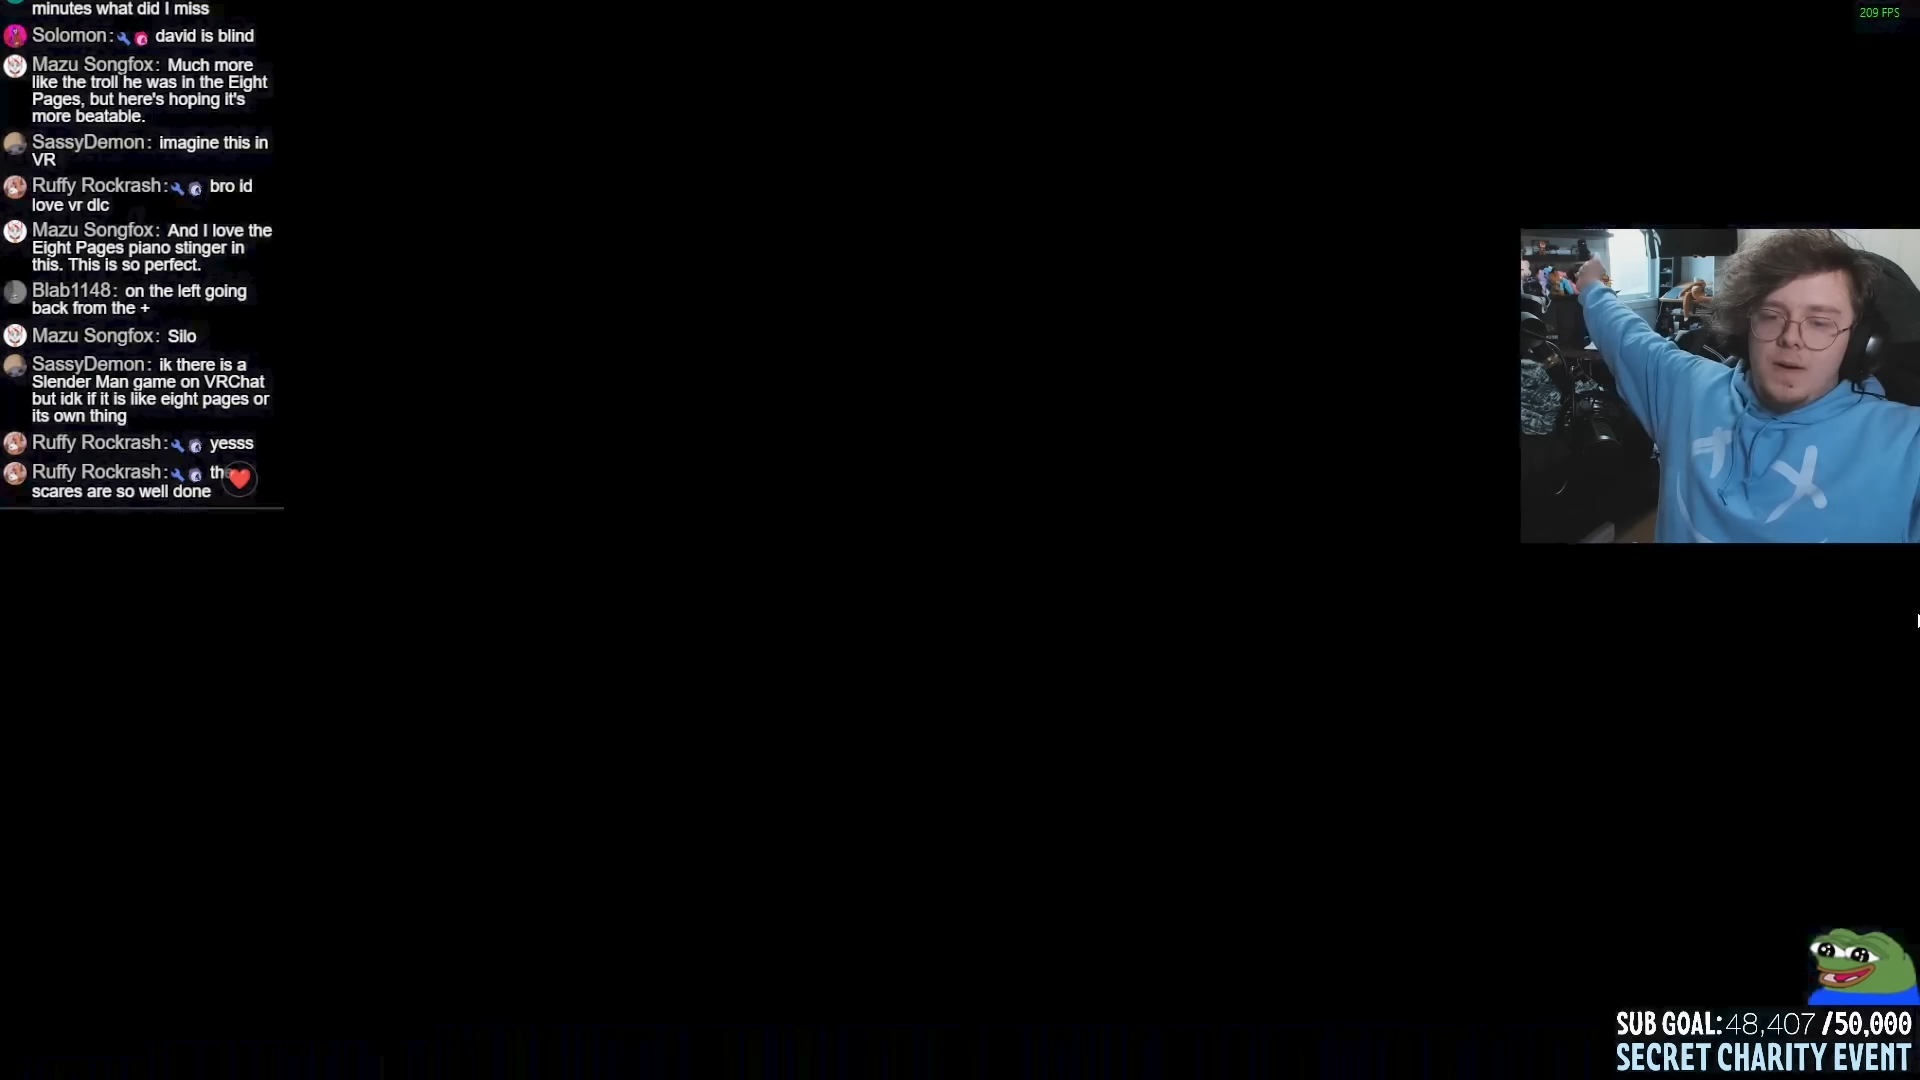 209 FPS
minutes what did I miss
Solomon: david is blind
Mazu Songfox: Much more
like the troll he was in the Eight
Pages, but here's hoping it's
more beatable.
SassyDemon: imagine this in
VR
Ruffy Rockrash: bro id
love vr dlc
Mazu Songfox: And I love the
Eight Pages piano stinger in
this. This is so perfect.
Blab1148: on the left going
back from the +
Mazu Songfox: Silo
SassyDemon: ik there is a
Slender Man game on VRChat
but idk if it is like eight pages or
its own thing
Ruffy Rockrash: yesss
Ruffy Rockrash: the
scares are so well done
SUB GOAL: 48,407 /50,000
SECRET CHARITY EVENT